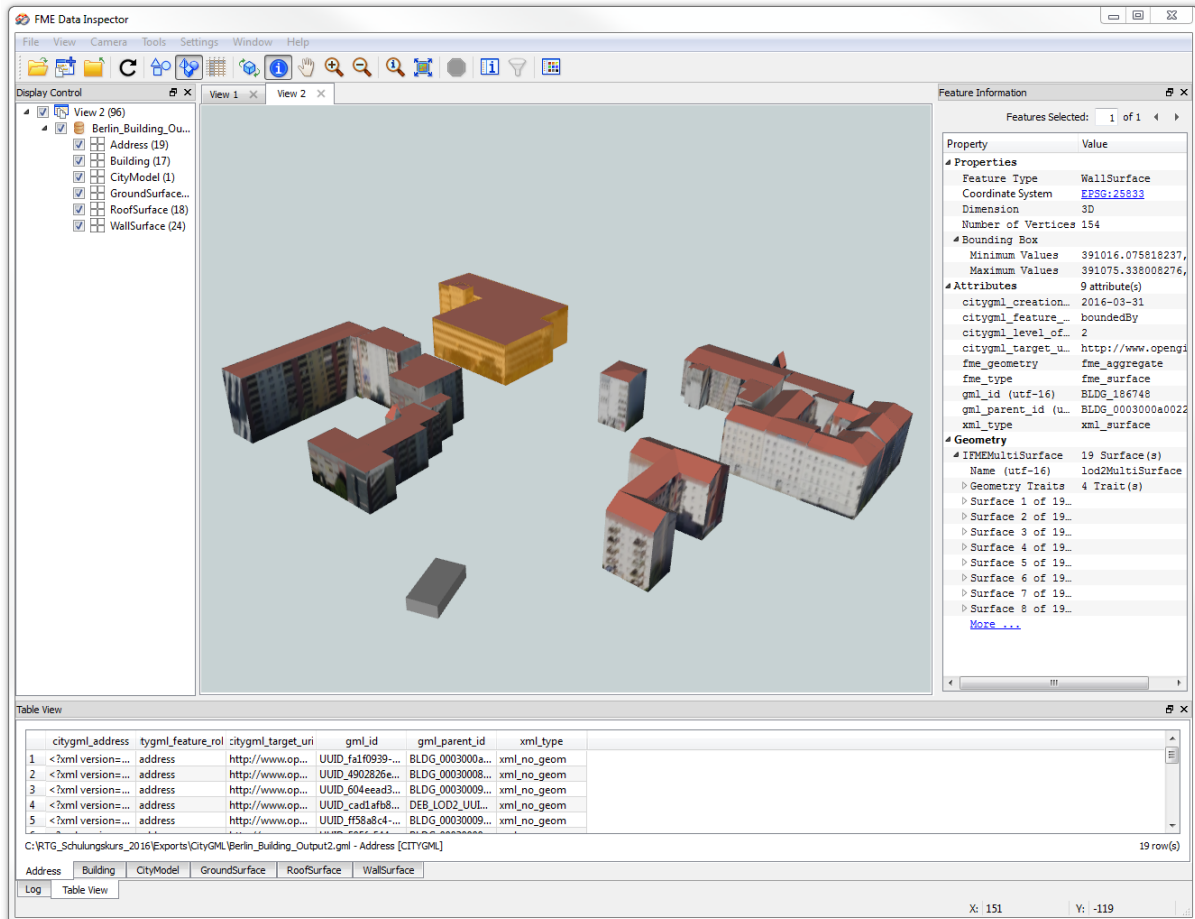 FME Data Inspector
File View Camera Tools Settings Window Help
Display Control
View 2 (96)
Berlin_Building_Ou...
Address (19)
Building (17)
CityModel (1)
GroundSurface...
RoofSurface (18)
WallSurface (24)
View 1
View 2
Feature Information
Features Selected: 1 of 1
Property Value
Properties
Feature Type WallSurface
Coordinate System EPSG:25833
Dimension 3D
Number of Vertices 154
Bounding Box
Minimum Values 391016.075818237,
Maximum Values 391075.338008276,
Attributes 9 attribute(s)
citygml_creation... 2016-03-31
citygml_feature_... boundedBy
citygml_level_of... 2
citygml_target_u... http://www.opengi
fme_geometry fme_aggregate
fme_type fme_surface
gml_id (utf-16) BLDG_186748
gml_parent_id (u... BLDG_0003000a0022
xml_type xml_surface
Geometry
IFMEMultiSurface 19 Surface(s)
Name (utf-16) lod2MultiSurface
Geometry Traits 4 Trait(s)
Surface 1 of 19...
Surface 2 of 19...
Surface 3 of 19...
Surface 4 of 19...
Surface 5 of 19...
Surface 6 of 19...
Surface 7 of 19...
Surface 8 of 19...
More ...
Table View
citygml_address tygml_feature_rol citygml_target_uri gml_id gml_parent_id xml_type
1 <?xml version=... address http://www.op... UUID_fa1f0939-... BLDG_0003000a... xml_no_geom
2 <?xml version=... address http://www.op... UUID_4902826e... BLDG_00030008... xml_no_geom
3 <?xml version=... address http://www.op... UUID_604eead3... BLDG_00030009... xml_no_geom
4 <?xml version=... address http://www.op... UUID_cad1afb8... DEB_LOD2_UUI... xml_no_geom
5 <?xml version=... address http://www.op... UUID_ff58a8c4-... BLDG_00030009... xml_no_geom
C:\RTG_Schulungskurs_2016\Exports\CityGML\Berlin_Building_Output2.gml - Address [CITYGML] 19 row(s)
Address Building CityModel GroundSurface RoofSurface WallSurface
Log Table View
X: 151 Y: -119